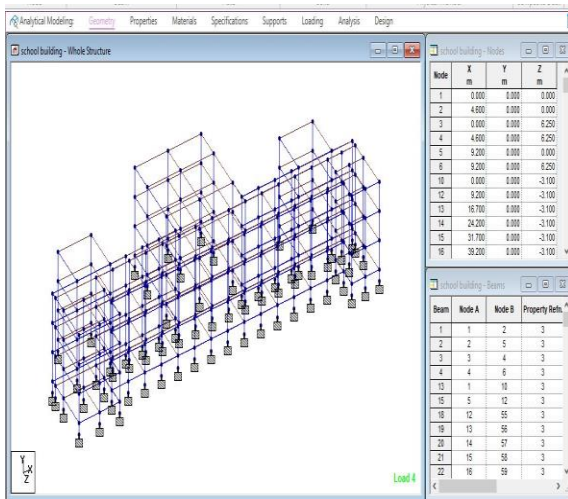 Analytical Modeling: Geometry Properties Materials Specifications Supports Loading Analysis Design
school building - Whole Structure
Y
X
Z
Load 4
school building - Nodes
Node X m Y m Z m
1 0.000 0.000 0.000
2 4.600 0.000 0.000
3 0.000 0.000 6.250
4 4.600 0.000 6.250
5 9.200 0.000 0.000
6 9.200 0.000 6.250
10 0.000 0.000 -3.100
12 9.200 0.000 -3.100
13 16.700 0.000 -3.100
14 24.200 0.000 -3.100
15 31.700 0.000 -3.100
16 39.200 0.000 -3.100
school building - Beams
Beam Node A Node B Property Refn.
1 1 2 3
2 2 5 3
3 3 4 3
4 4 6 3
13 1 10 3
15 5 12 3
18 12 55 3
19 13 56 3
20 14 57 3
21 15 58 3
22 16 59 3